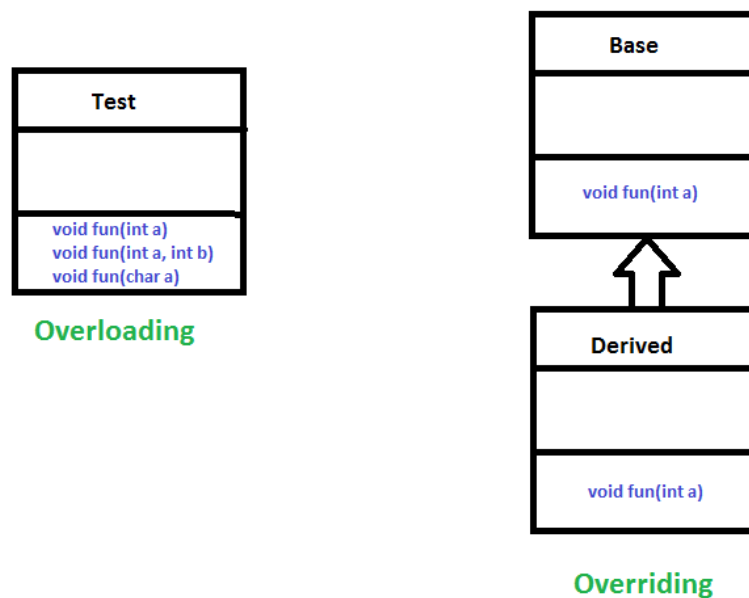 Test
void fun(int a)
void fun(int a, int b)
void fun(char a)
Overloading
Base
void fun(int a)
Derived
void fun(int a)
Overriding